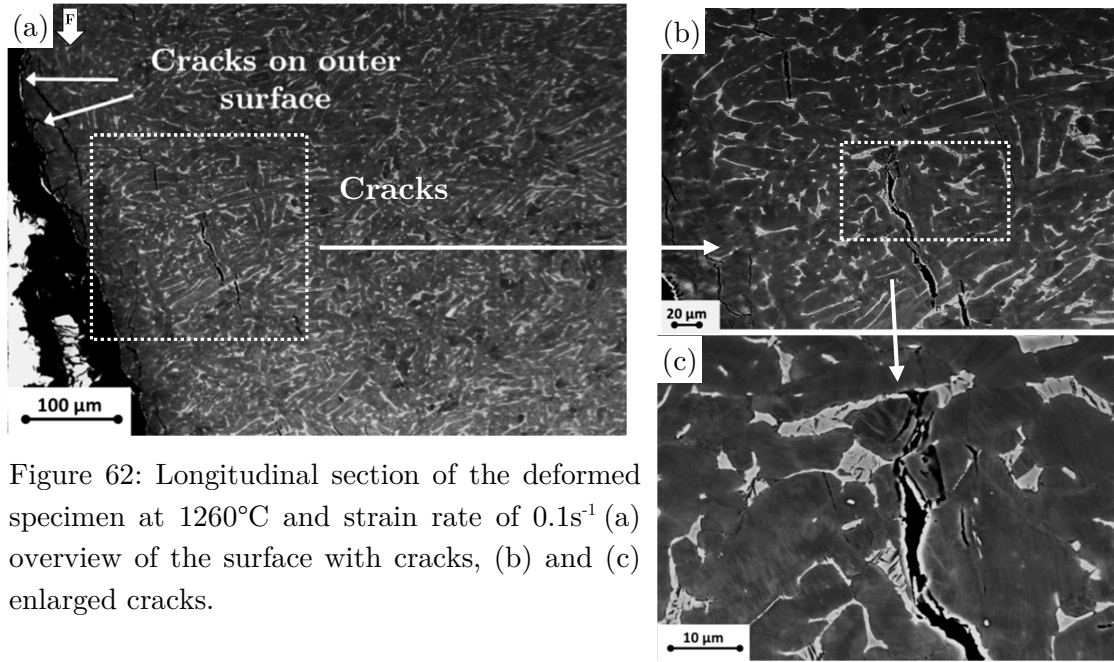 (a)
F
Cracks on outer
surface
Cracks
100 µm
(b)
20 µm
(c)
10 µm
Figure 62: Longitudinal section of the deformed
specimen at 1260°C and strain rate of 0.1s⁻¹ (a)
overview of the surface with cracks, (b) and (c)
enlarged cracks.